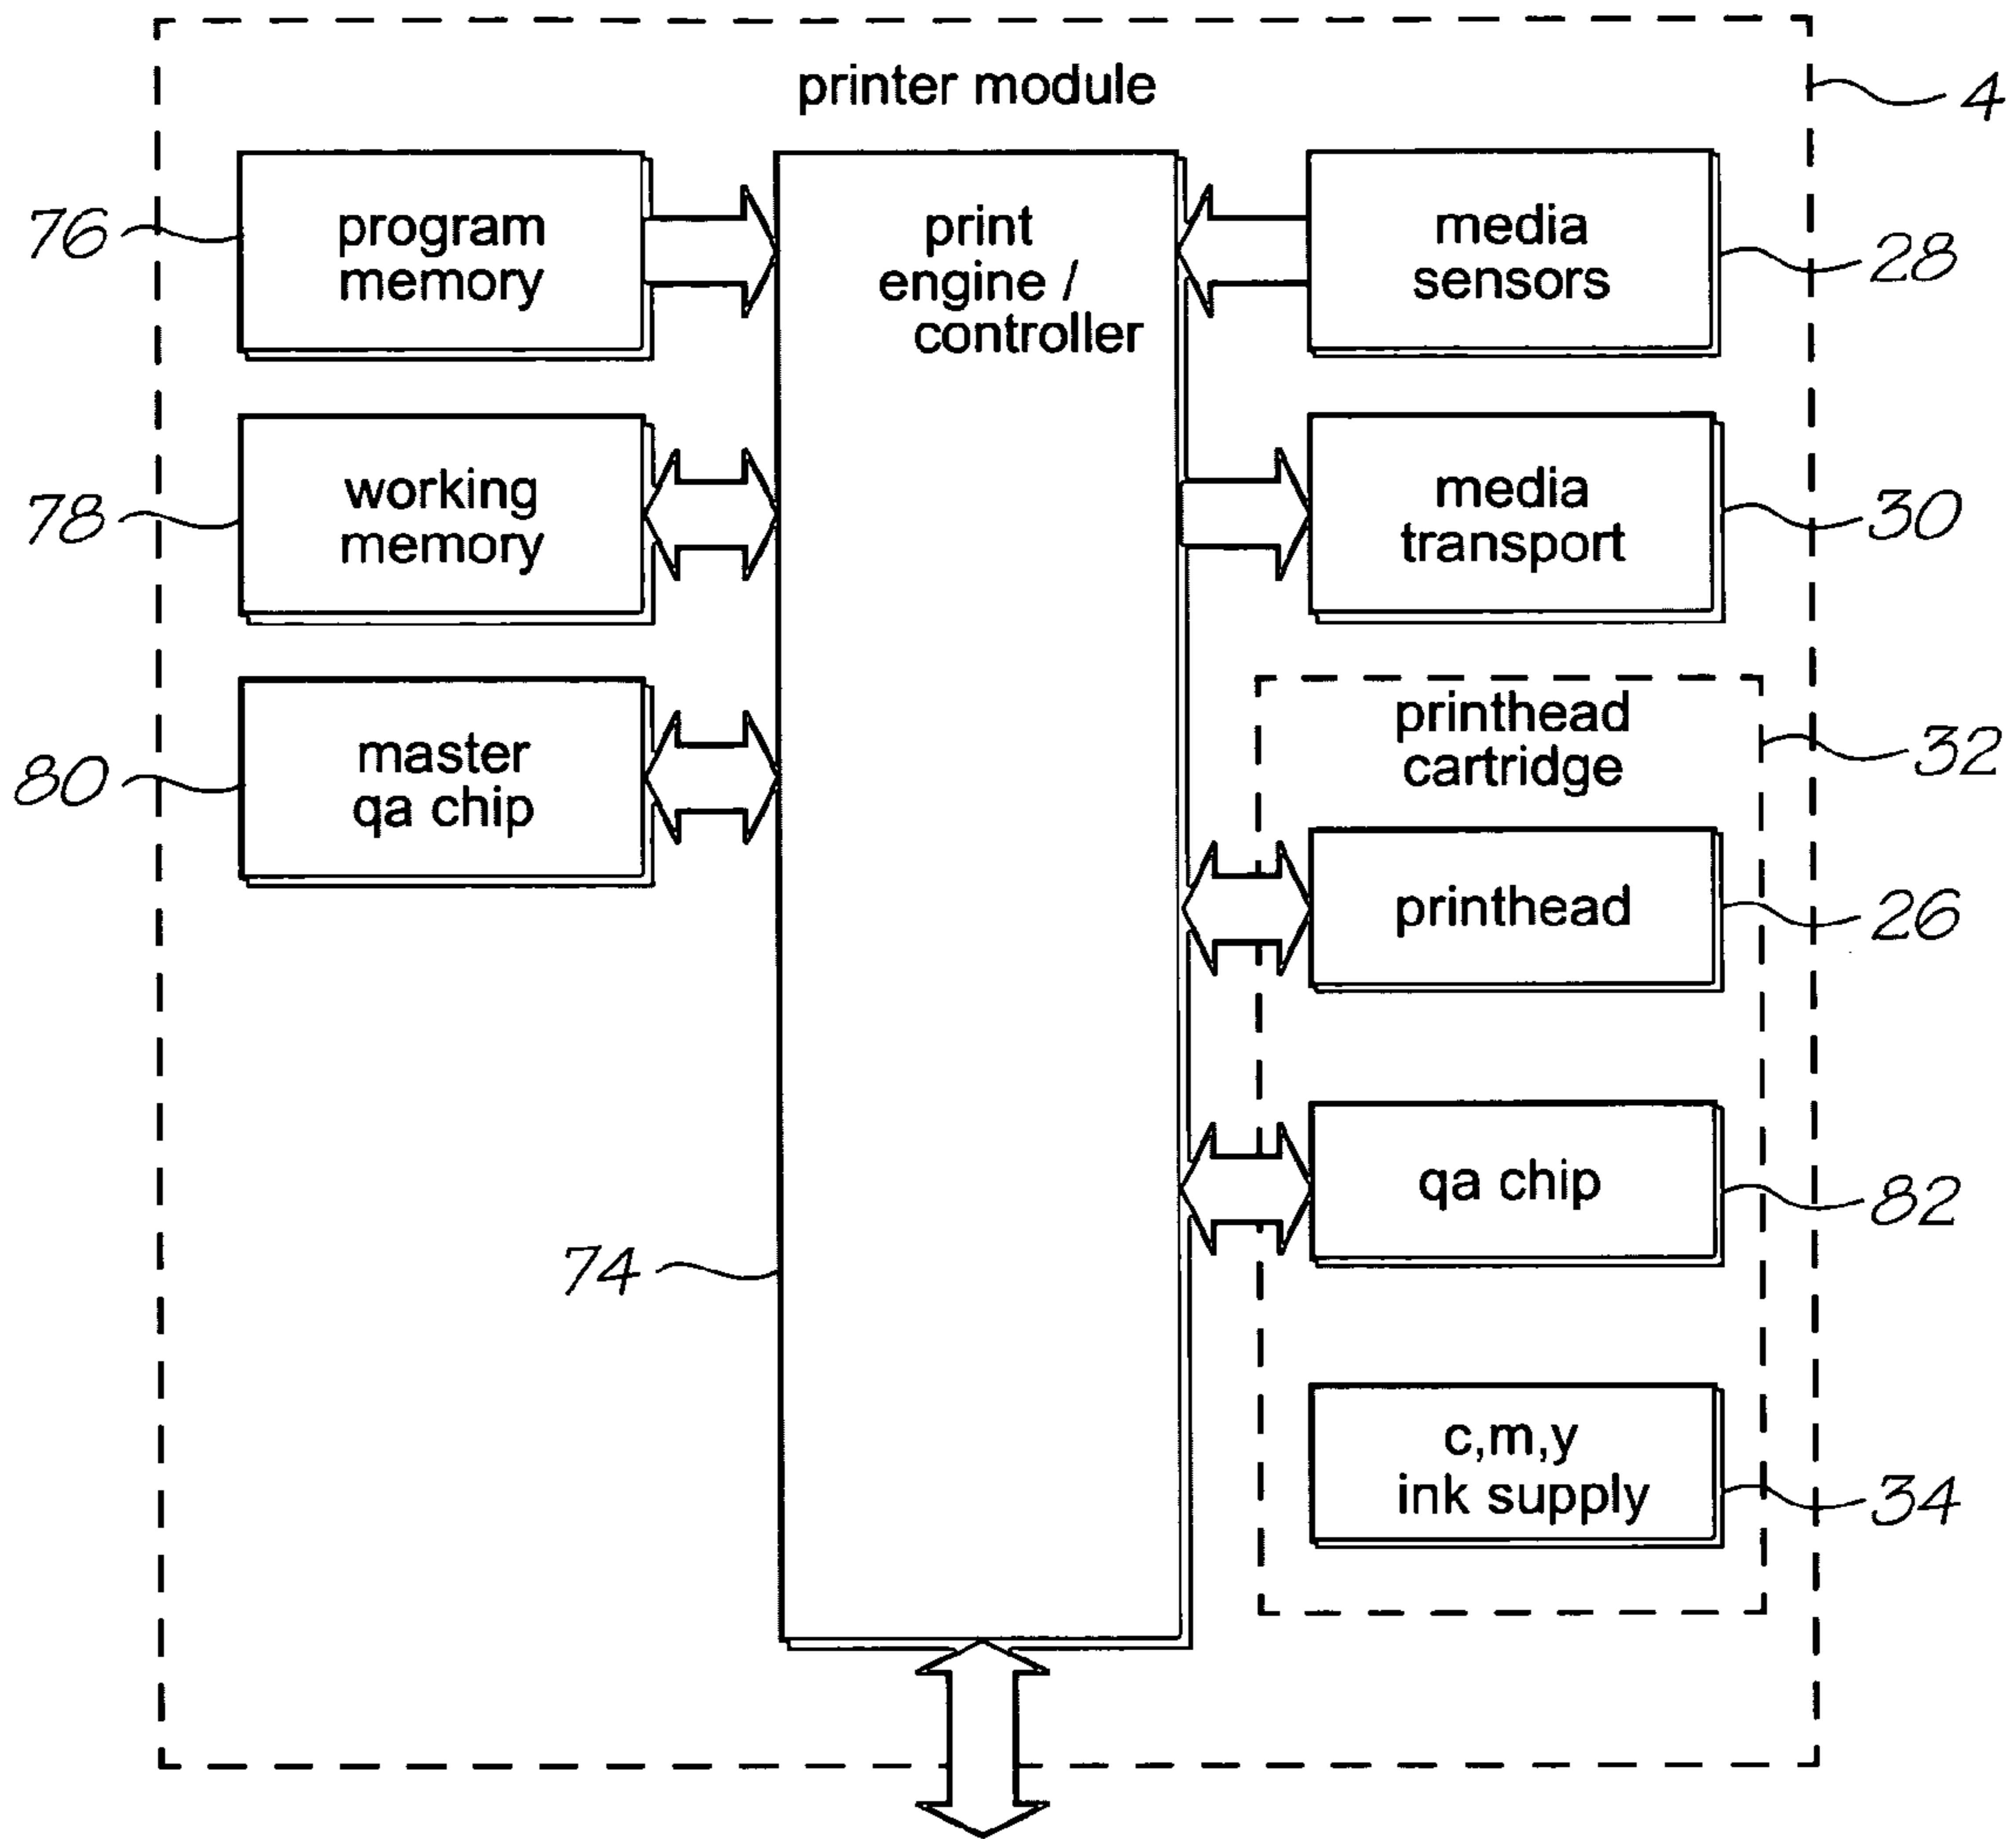 printer module
4
76
program
memory
print
engine /
controller
media
sensors
28
78
working
memory
media
transport
30
80
master
qa chip
printhead
cartridge
32
printhead
26
qa chip
82
74
c,m,y
ink supply
34